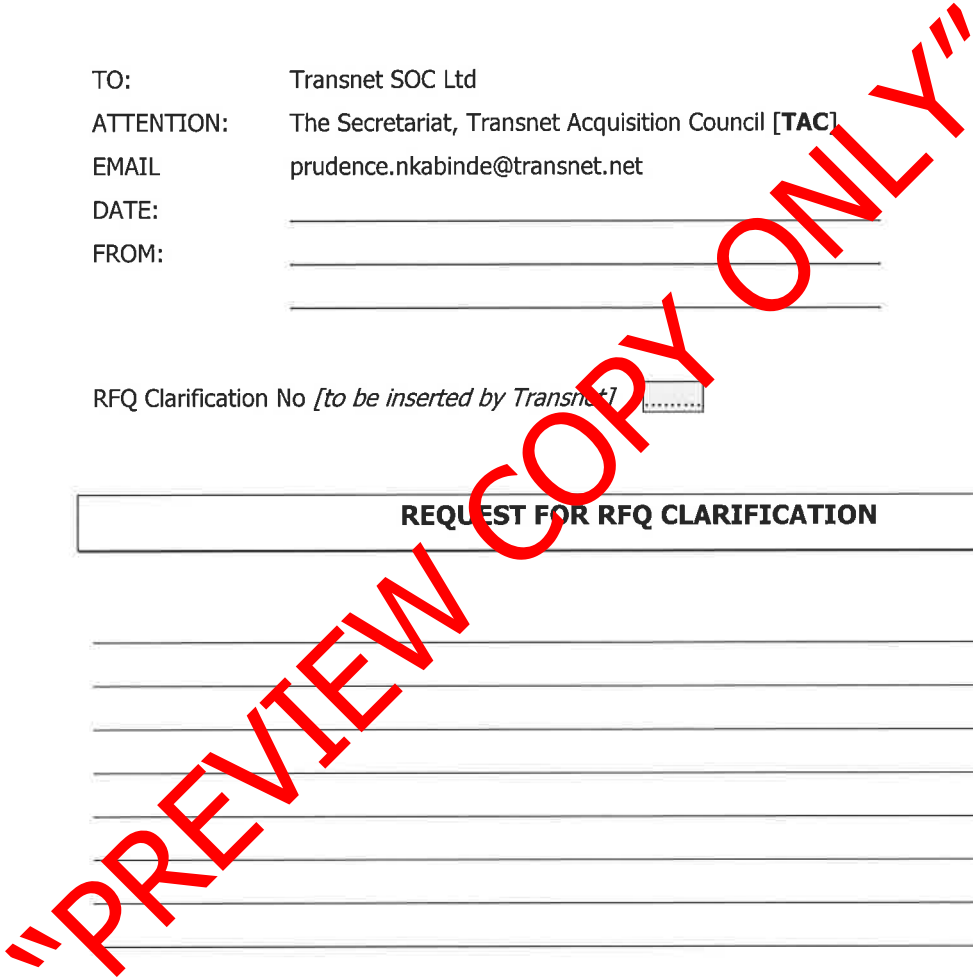 TO: Transnet SOC Ltd
ATTENTION: The Secretariat, Transnet Acquisition Council [TAC]
EMAIL prudence.nkabinde@transnet.net
DATE:
FROM:
RFQ Clarification No [to be inserted by Transnet] .........
REQUEST FOR RFQ CLARIFICATION
"PREVIEW COPY ONLY"